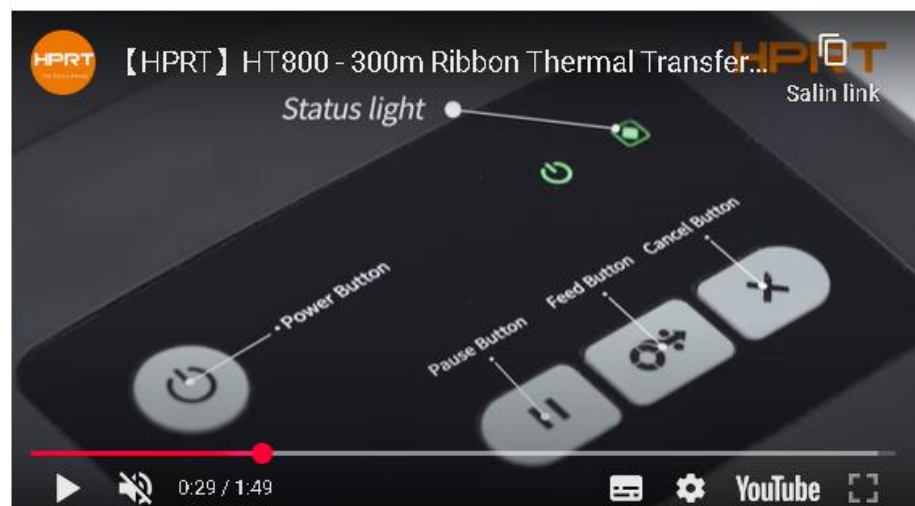 HPRT
【HPRT】HT800 - 300m Ribbon Thermal Transfer...
HPRT
Salin link
Status light
Power Button
Pause Button
Feed Button
Cancel Button
0:29 / 1:49
YouTube